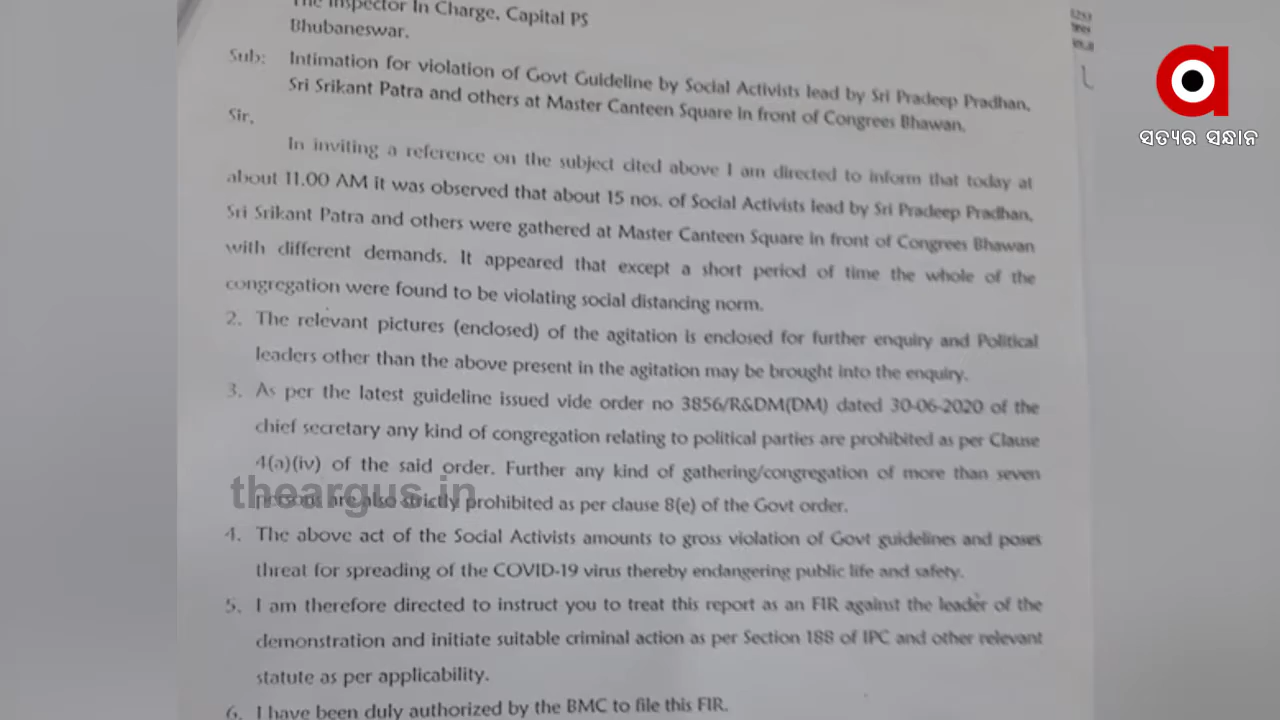 The Inspector In Charge, Capital PS
Bhubaneswar.
Sub: Intimation for violation of Govt Guideline by Social Activists lead by Sri Pradeep Pradhan,
Sri Srikant Patra and others at Master Canteen Square in front of Congrees Bhawan.
Sir,
In inviting a reference on the subject cited above I am directed to inform that today at
about 11.00 AM it was observed that about 15 nos. of Social Activists lead by Sri Pradeep Pradhan,
Sri Srikant Patra and others were gathered at Master Canteen Square in front of Congrees Bhawan
with different demands. It appeared that except a short period of time the whole of the
congregation were found to be violating social distancing norm.
2. The relevant pictures (enclosed) of the agitation is enclosed for further enquiry and Political
leaders other than the above present in the agitation may be brought into the enquiry.
3. As per the latest guideline issued vide order no 3856/R&DM(DM) dated 30-06-2020 of the
chief secretary any kind of congregation relating to political parties are prohibited as per Clause
4(a)(iv) of the said order. Further any kind of gathering/congregation of more than seven
persons are also strictly prohibited as per clause 8(e) of the Govt order.
4. The above act of the Social Activists amounts to gross violation of Govt guidelines and poses
threat for spreading of the COVID-19 virus thereby endangering public life and safety.
5. I am therefore directed to instruct you to treat this report as an FIR against the leader of the
demonstration and initiate suitable criminal action as per Section 188 of IPC and other relevant
statute as per applicability.
6. I have been duly authorized by the BMC to file this FIR.
theargus.in
ସତ୍ୟର ସନ୍ଧାନ